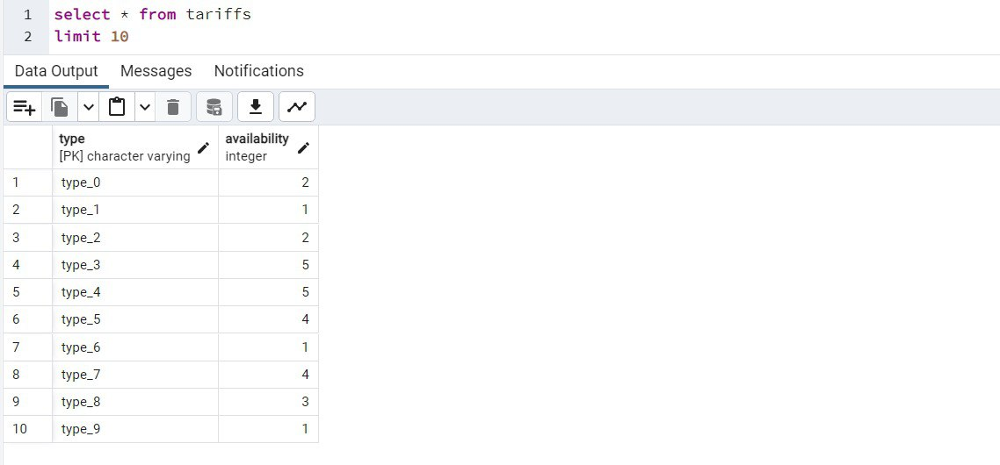 1 select * from tariffs
2 limit 10
Data Output Messages Notifications
type availability
[PK] character varying integer
1 type_0 2
2 type_1 1
3 type_2 2
4 type_3 5
5 type_4 5
6 type_5 4
7 type_6 1
8 type_7 4
9 type_8 3
10 type_9 1